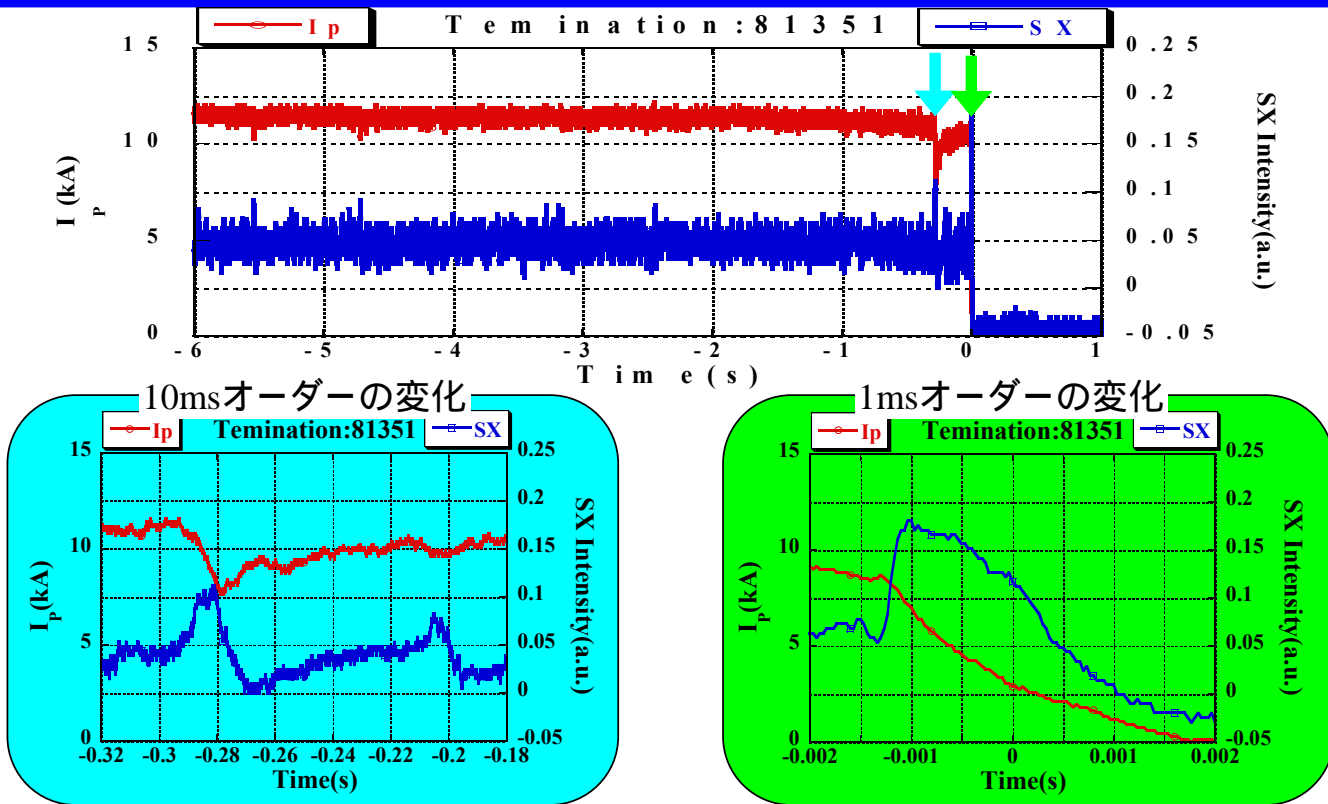 Ip
Temination:81351
SX
15
10
5
0
I (kA)
P
0.25
0.2
0.15
0.1
0.05
0
-0.05
SX Intensity(a.u.)
-6 -5 -4 -3 -2 -1 0 1
Time(s)
10msオーダーの変化
Ip Temination:81351 SX
15
10
5
0
IP(kA)
0.25
0.2
0.15
0.1
0.05
0
-0.05
SX Intensity(a.u.)
-0.32 -0.3 -0.28 -0.26 -0.24 -0.22 -0.2 -0.18
Time(s)
1msオーダーの変化
Ip Temination:81351 SX
15
10
5
0
IP(kA)
0.25
0.2
0.15
0.1
0.05
0
-0.05
SX Intensity(a.u.)
-0.002 -0.001 0 0.001 0.002
Time(s)